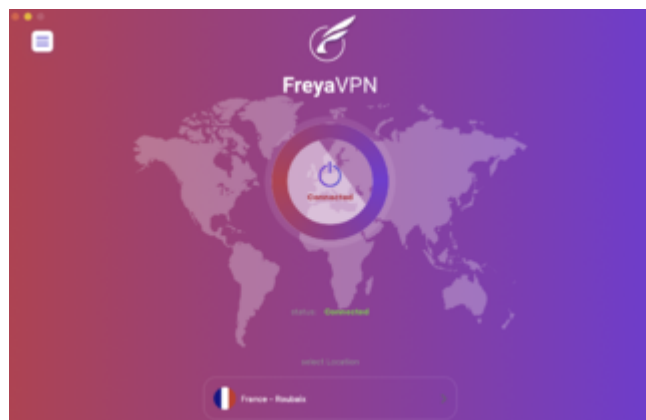 FreyaVPN
Connected
status Connected
select Location
France - Roubaix